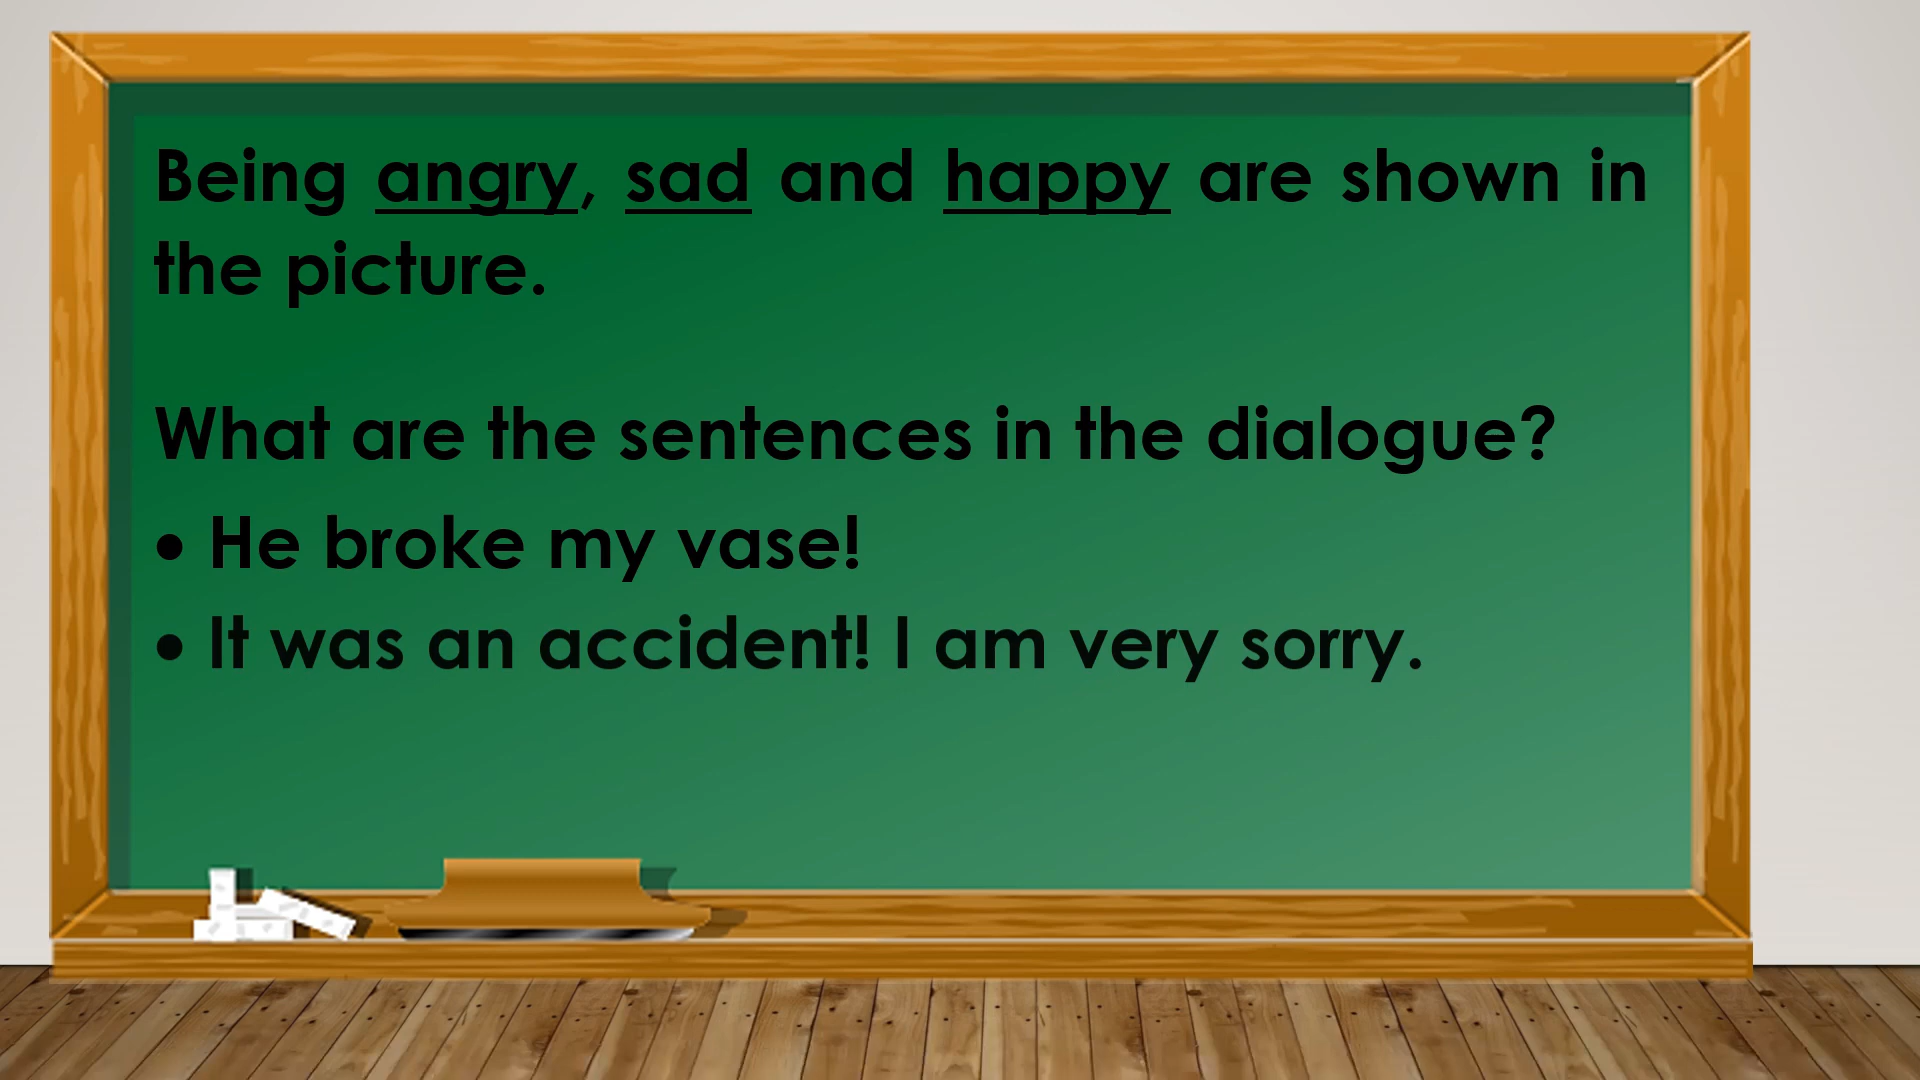 Being angry, sad and happy are shown in
the picture.
What are the sentences in the dialogue?
• He broke my vase!
• It was an accident! I am very sorry.